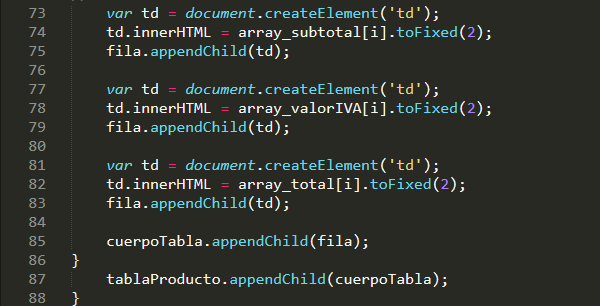 73 var td = document.createElement('td');
74 td.innerHTML = array_subtotal[i].toFixed(2);
75 fila.appendChild(td);
76
77 var td = document.createElement('td');
78 td.innerHTML = array_valorIVA[i].toFixed(2);
79 fila.appendChild(td);
80
81 var td = document.createElement('td');
82 td.innerHTML = array_total[i].toFixed(2);
83 fila.appendChild(td);
84
85 cuerpoTabla.appendChild(fila);
86 }
87 tablaProducto.appendChild(cuerpoTabla);
88 }